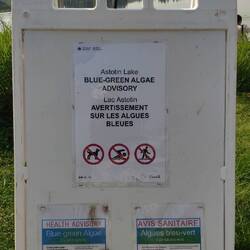 Astotin Lake
BLUE-GREEN ALGAE
ADVISORY
Lac Astotin
AVERTISSEMENT
SUR LES ALGUES
BLEUES
HEALTH ADVISORY
Blue-green Algae
AVIS SANITAIRE
Algues bleu-vert